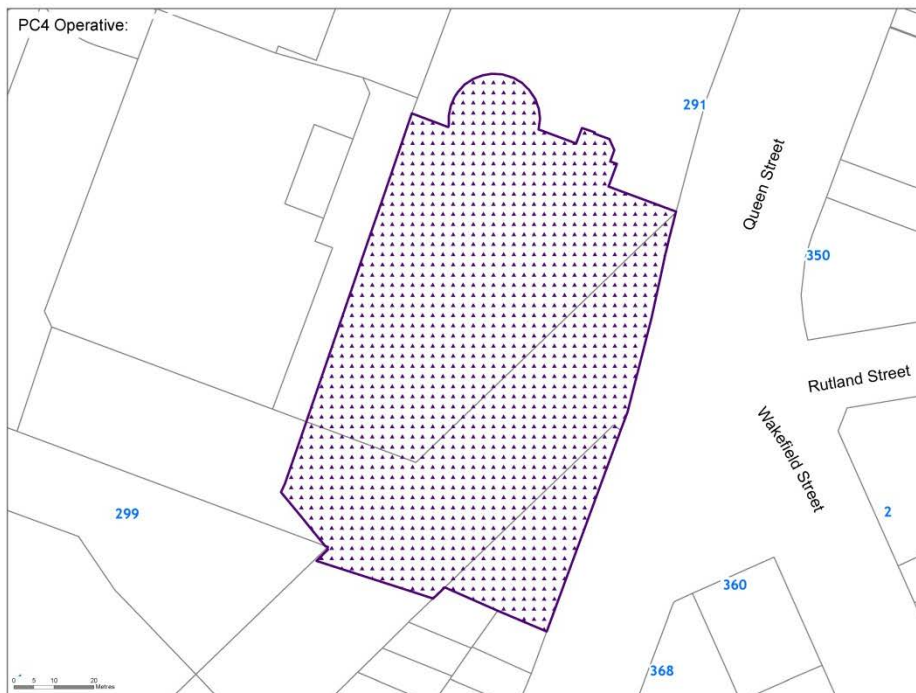 PC4 Operative:
291
Queen Street
350
Rutland Street
Wakefield Street
299
2
360
368
0 5 10 20
Metres